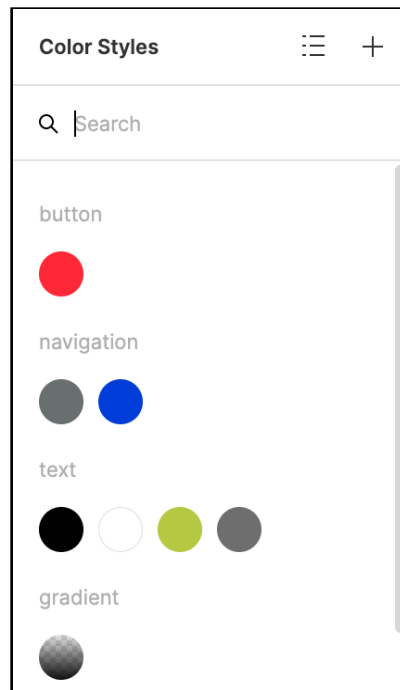 Color Styles
Search
button
navigation
text
gradient